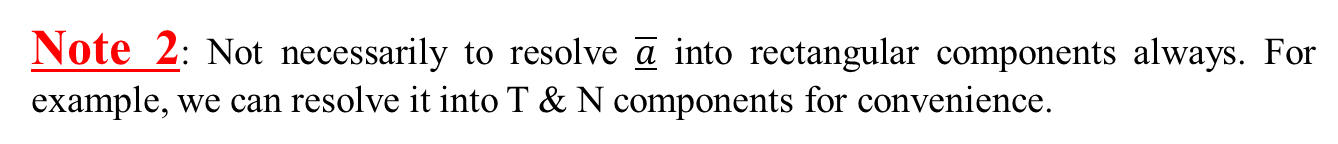 Note 2: Not necessarily to resolve a̅ into rectangular components always. For
example, we can resolve it into T & N components for convenience.